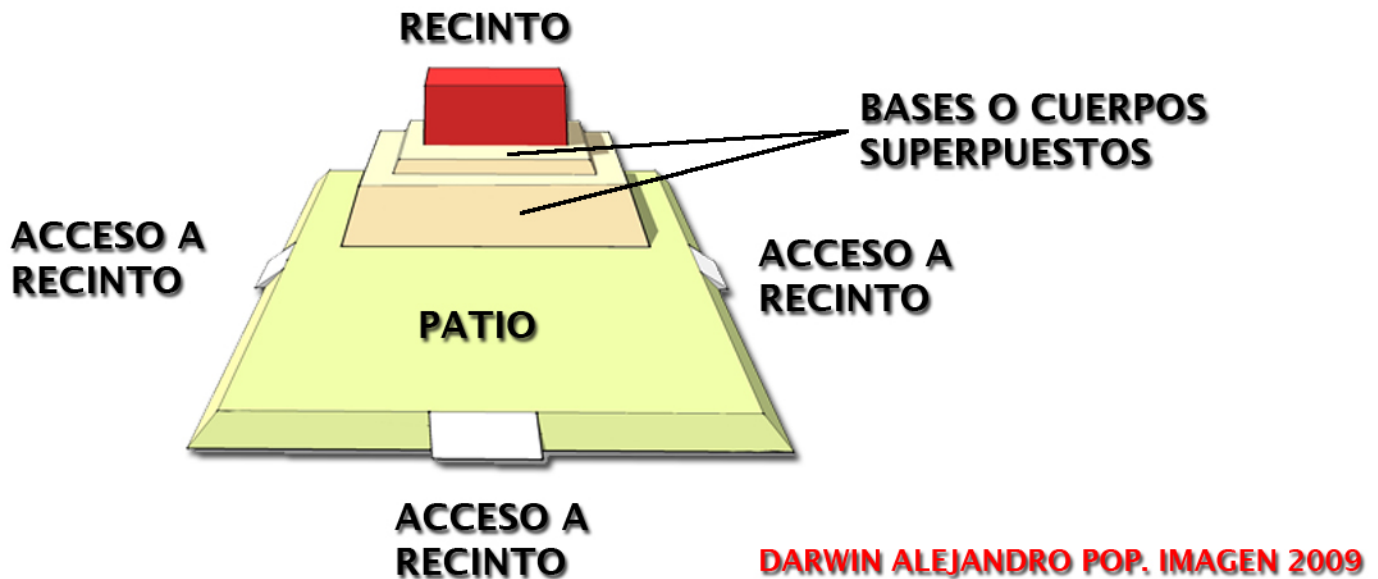 RECINTO
BASES O CUERPOS
SUPERPUESTOS
ACCESO A
RECINTO
ACCESO A
RECINTO
PATIO
ACCESO A
RECINTO
DARWIN ALEJANDRO POP. IMAGEN 2009